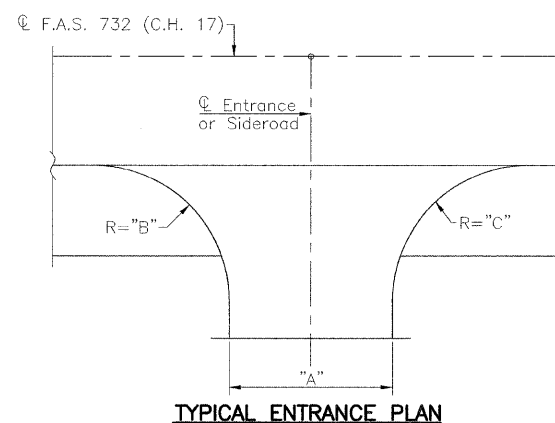 ℄ F.A.S. 732 (C.H. 17)
℄ Entrance
or Sideroad
R="B"
R="C"
"A"
TYPICAL ENTRANCE PLAN